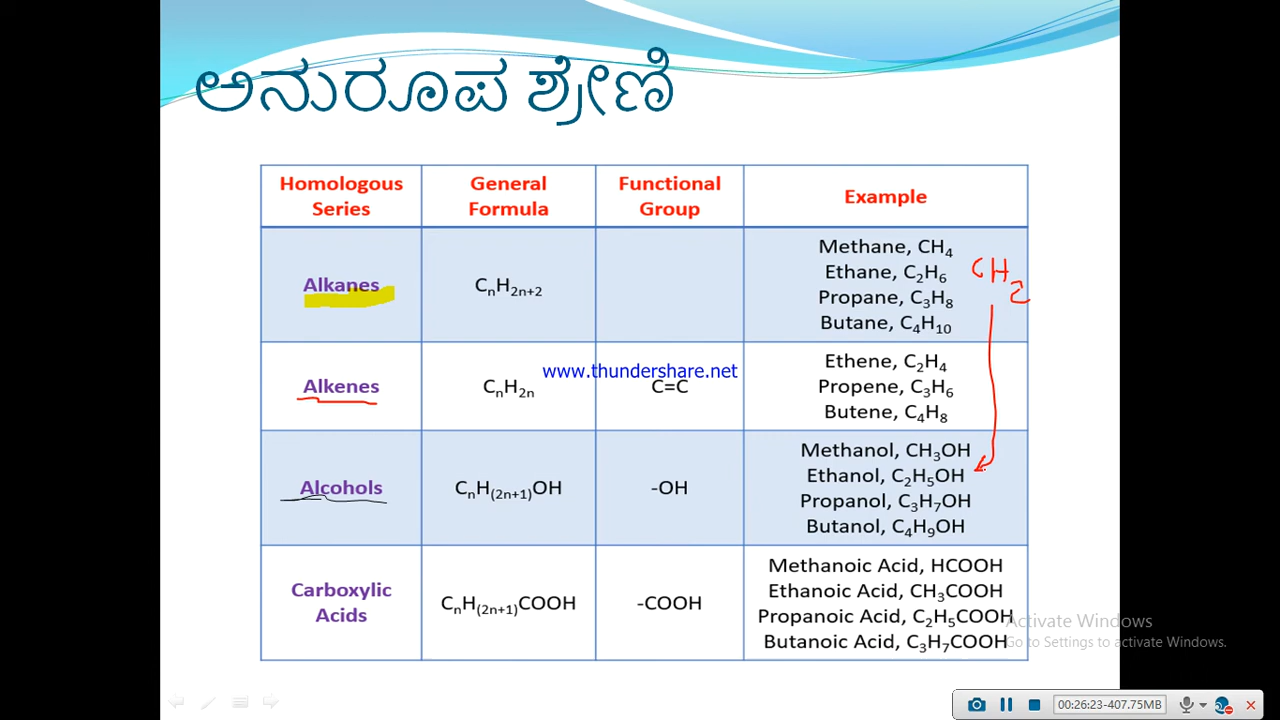 ಅನುರೂಪ ಶ್ರೇಣಿ
Homologous Series
General Formula
Functional Group
Example
Alkanes
CₙH₂ₙ₊₂
Methane, CH₄
Ethane, C₂H₆
Propane, C₃H₈
Butane, C₄H₁₀
CH₂
Alkenes
CₙH₂ₙ
www.thundershare.net
C=C
Ethene, C₂H₄
Propene, C₃H₆
Butene, C₄H₈
Alcohols
CₙH₍₂ₙ₊₁₎OH
-OH
Methanol, CH₃OH
Ethanol, C₂H₅OH
Propanol, C₃H₇OH
Butanol, C₄H₉OH
Carboxylic Acids
CₙH₍₂ₙ₊₁₎COOH
-COOH
Methanoic Acid, HCOOH
Ethanoic Acid, CH₃COOH
Propanoic Acid, C₂H₅COOH
Butanoic Acid, C₃H₇COOH
Activate Windows
Go to Settings to activate Windows.
00:26:23-407.75MB